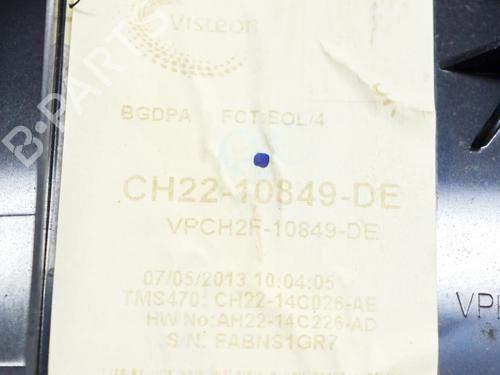 Visteon
BGDPA FCT:EOL/4
CH22-10849-DE
VPCH2F-10849-DE
07/05/2013 10:04:05
TMS470: CH22-14C026-AE
HW No:AH22-14C226-AD
S/N: FABNS1GR7
B-PARTS